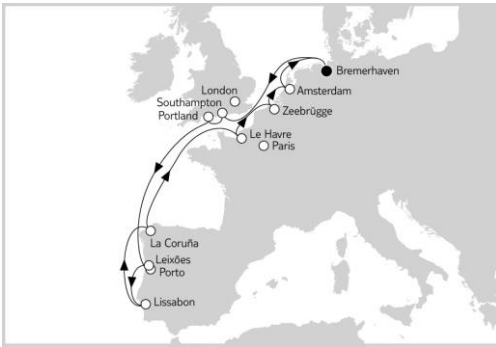 Bremerhaven
London
Amsterdam
Southampton
Zeebrügge
Portland
Le Havre
Paris
La Coruña
Leixões
Porto
Lissabon